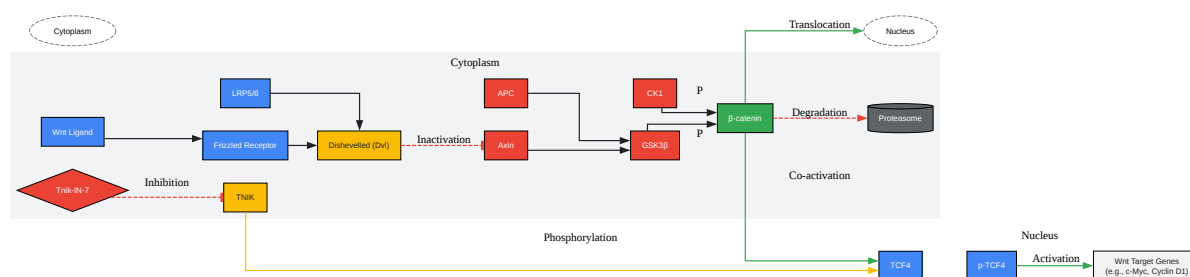 Translocation
Cytoplasm
Nucleus
Cytoplasm
LRP5/6
APC
CK1
P
β-catenin
Degradation
Proteasome
Wnt Ligand
Frizzled Receptor
Dishevelled (Dvl)
Inactivation
Axin
GSK3β
P
Tnik-IN-7
Inhibition
TNIK
Co-activation
Phosphorylation
Nucleus
TCF4
p-TCF4
Activation
Wnt Target Genes
(e.g., c-Myc, Cyclin D1)